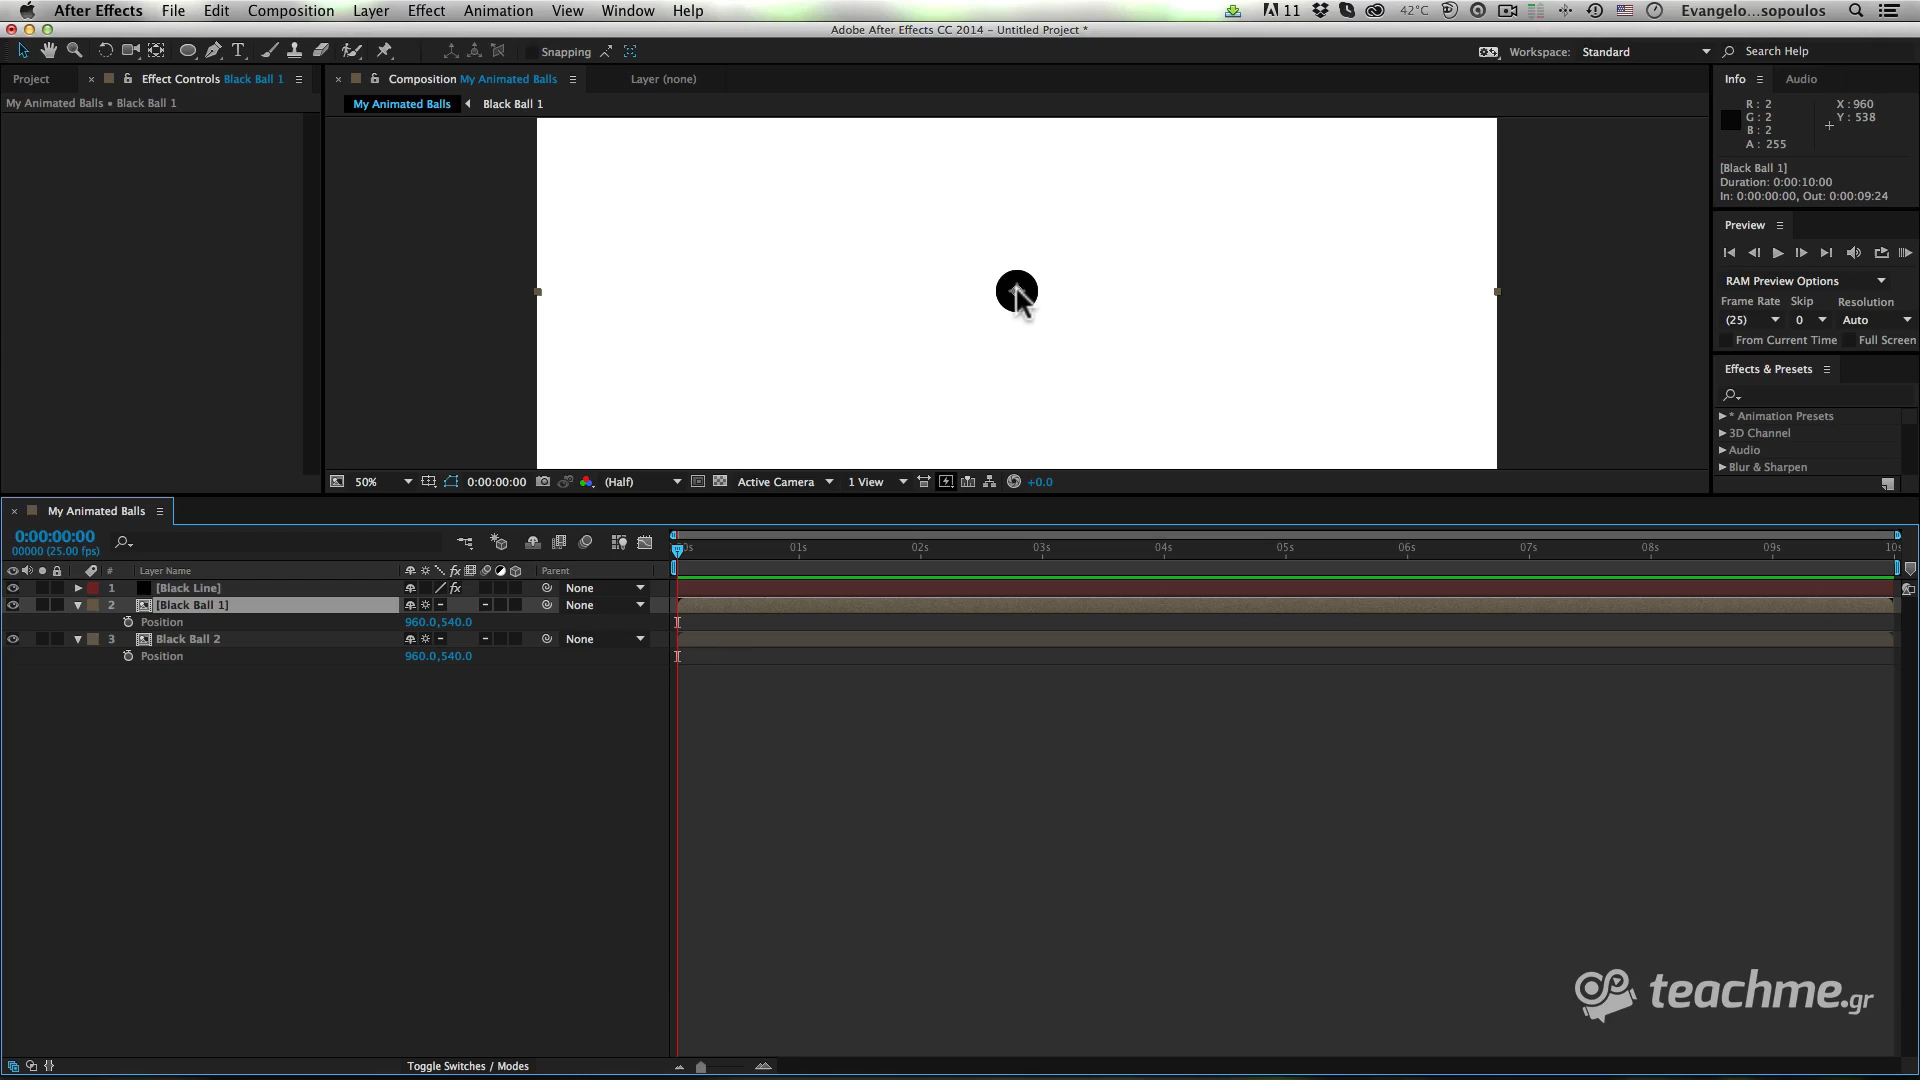 After Effects File Edit Composition Layer Effect Animation View Window Help 11 42°C Evangelo...sopoulos
Adobe After Effects CC 2014 - Untitled Project *
Snapping Workspace: Standard Search Help
Project × Effect Controls Black Ball 1 × Composition My Animated Balls Layer (none) Info Audio
My Animated Balls • Black Ball 1
My Animated Balls Black Ball 1
R: 2 X: 960
G: 2 Y: 538
B: 2
A: 255
[Black Ball 1]
Duration: 0:00:10:00
In: 0:00:00:00, Out: 0:00:09:24
Preview
RAM Preview Options
Frame Rate Skip Resolution
(25) 0 Auto
From Current Time Full Screen
Effects & Presets
* Animation Presets
3D Channel
Audio
Blur & Sharpen
50% 0:00:00:00 (Half) Active Camera 1 View +0.0
× My Animated Balls
0:00:00:00
00000 (25.00 fps)
01s 02s 03s 04s 05s 06s 07s 08s 09s
# Layer Name fx Parent
1 [Black Line] fx None
2 [Black Ball 1] None
Position 960.0,540.0
3 Black Ball 2 None
Position 960.0,540.0
teachme.gr
Toggle Switches / Modes